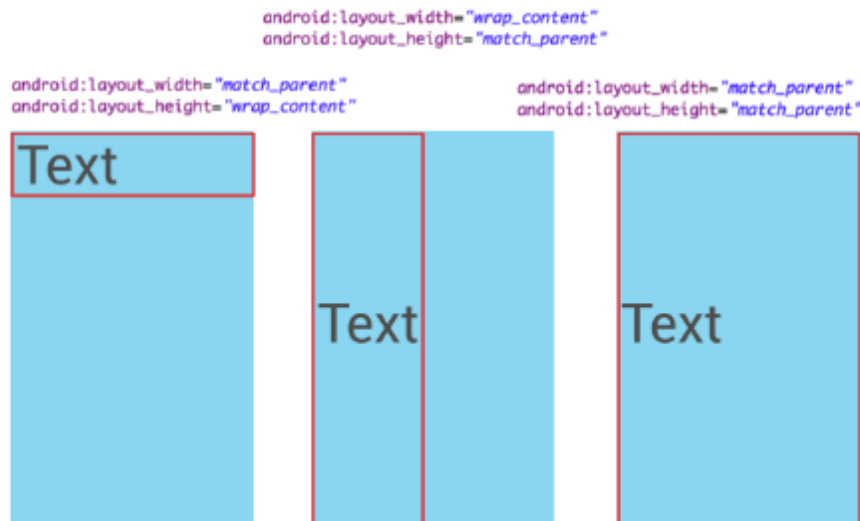 android:layout_width="wrap_content"
android:layout_height="match_parent"
android:layout_width="match_parent"
android:layout_height="wrap_content"
android:layout_width="match_parent"
android:layout_height="match_parent"
Text
Text
Text